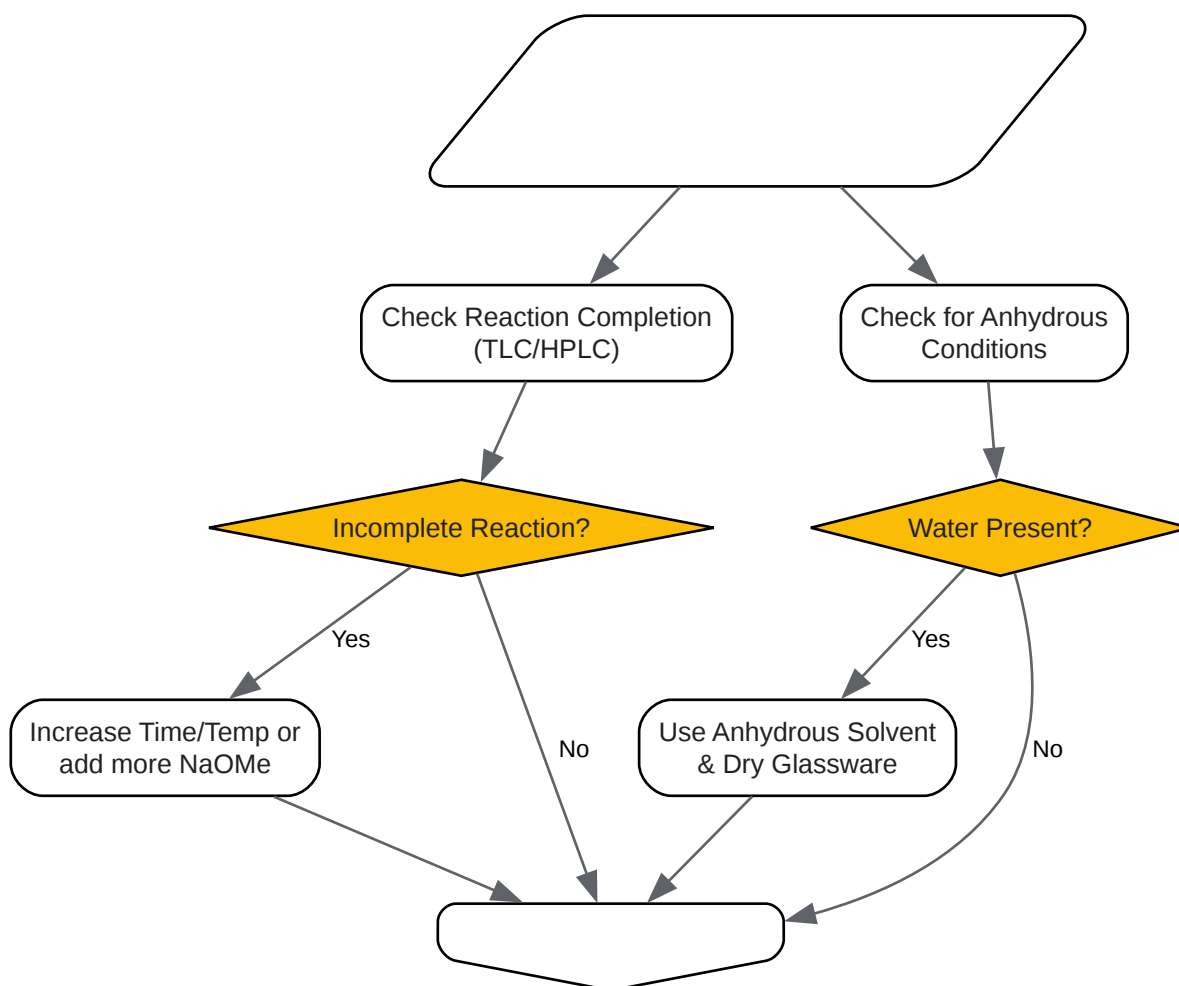 Check Reaction Completion
(TLC/HPLC)
Check for Anhydrous
Conditions
Incomplete Reaction?
Water Present?
Yes
Yes
Increase Time/Temp or
add more NaOMe
No
Use Anhydrous Solvent
& Dry Glassware
No